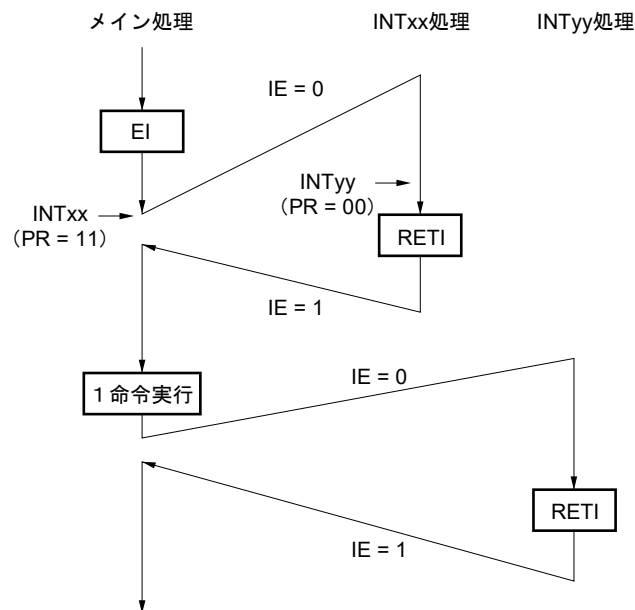 メイン処理
INTxx処理
INTyy処理
IE = 0
EI
INTyy
（PR = 00）
INTxx
（PR = 11）
RETI
IE = 1
IE = 0
1 命令実行
RETI
IE = 1